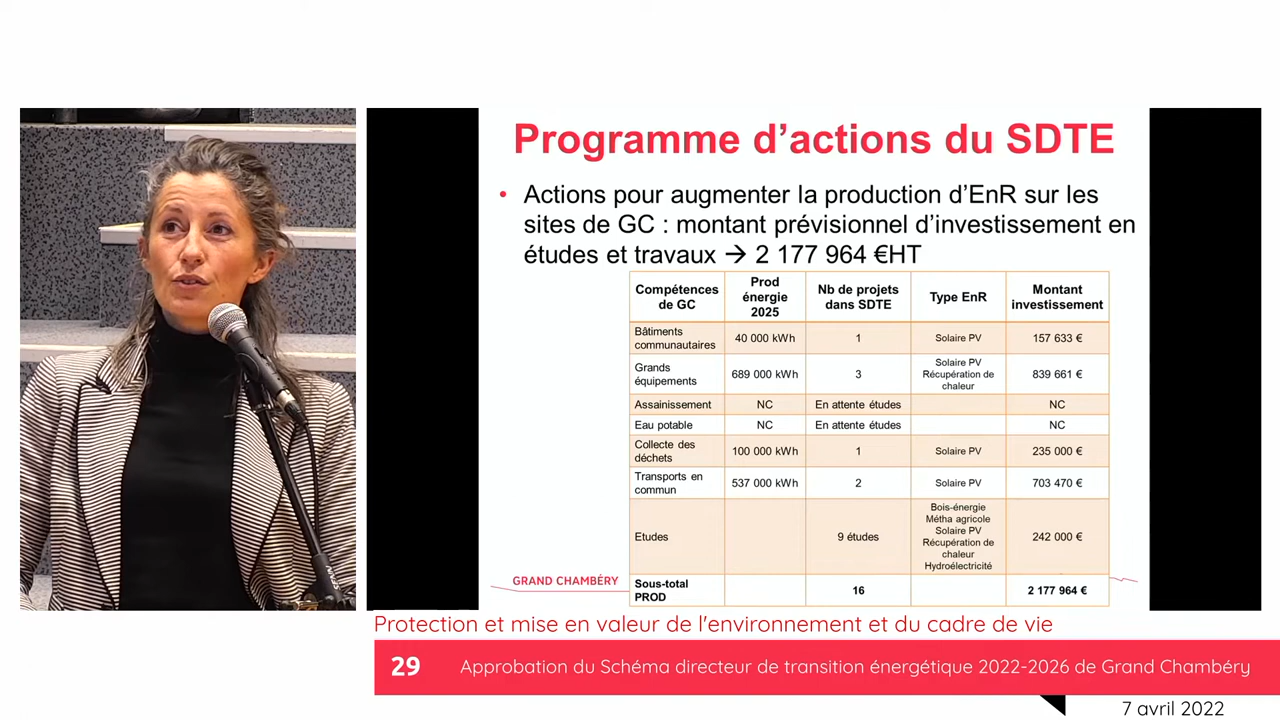 Programme d'actions du SDTE
• Actions pour augmenter la production d'EnR sur les
sites de GC : montant prévisionnel d'investissement en
études et travaux → 2 177 964 €HT
Compétences de GC | Prod énergie 2025 | Nb de projets dans SDTE | Type EnR | Montant investissement
Bâtiments communautaires | 40 000 kWh | 1 | Solaire PV | 157 633 €
Grands équipements | 689 000 kWh | 3 | Solaire PV Récupération de chaleur | 839 661 €
Assainissement | NC | En attente études | | NC
Eau potable | NC | En attente études | | NC
Collecte des déchets | 100 000 kWh | 1 | Solaire PV | 235 000 €
Transports en commun | 537 000 kWh | 2 | Solaire PV | 703 470 €
Etudes | | 9 études | Bois-énergie Métha agricole Solaire PV Récupération de chaleur Hydroélectricité | 242 000 €
Sous-total PROD | | 16 | | 2 177 964 €
GRAND CHAMBÉRY
Protection et mise en valeur de l'environnement et du cadre de vie
29 Approbation du Schéma directeur de transition énergétique 2022-2026 de Grand Chambéry
7 avril 2022